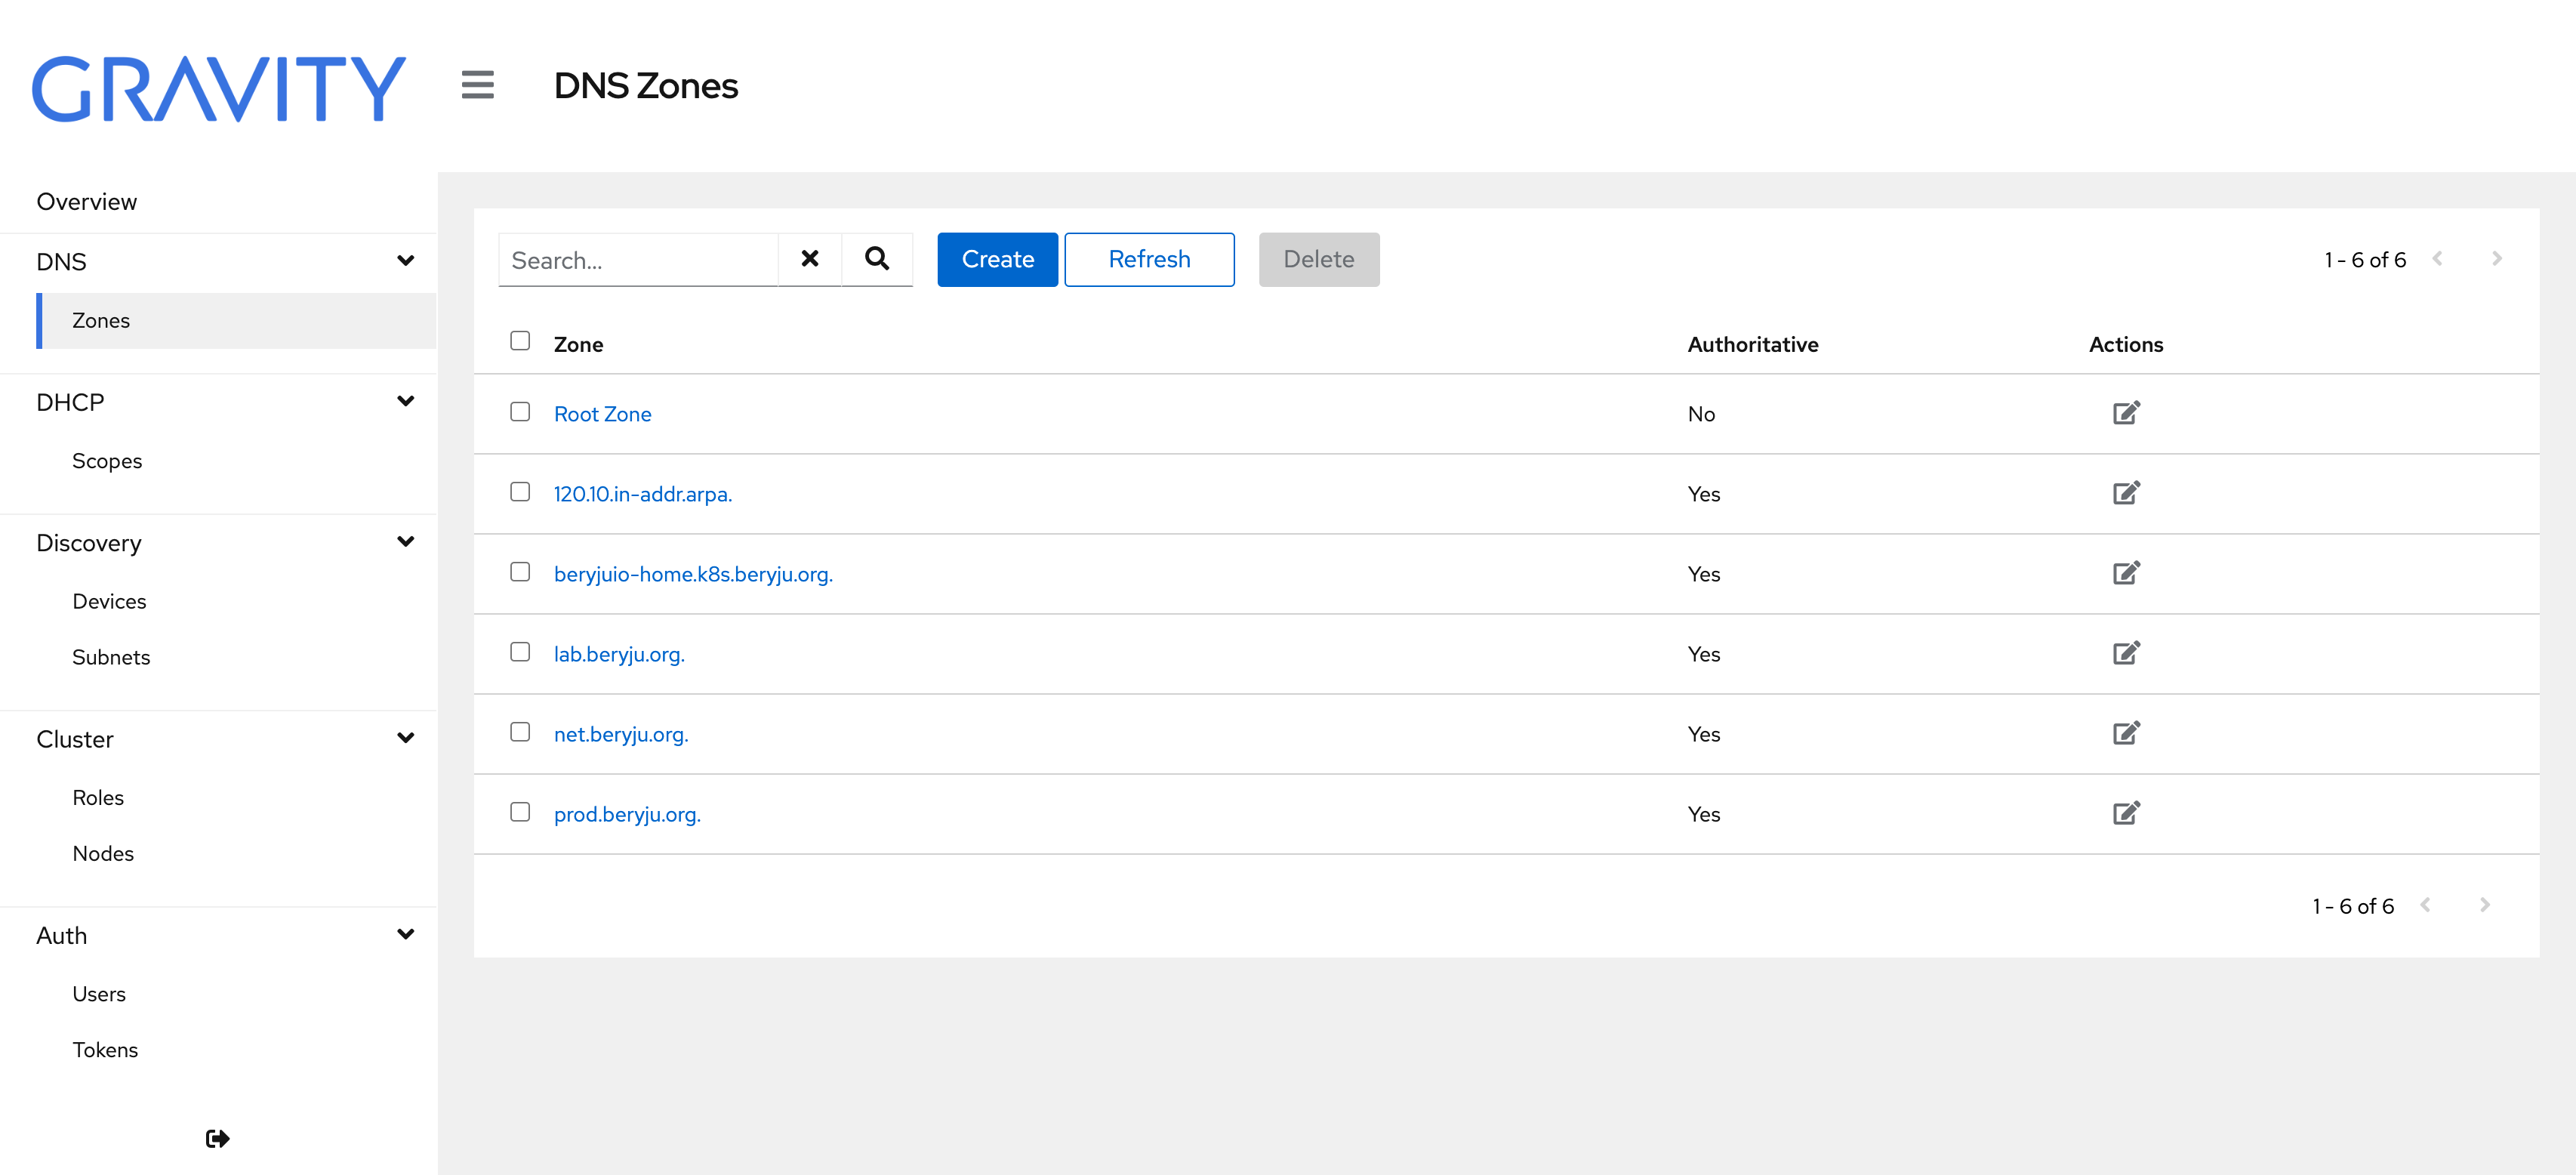 GRAVITY
DNS Zones
Overview
DNS
Zones
DHCP
Scopes
Discovery
Devices
Subnets
Cluster
Roles
Nodes
Auth
Users
Tokens
Search... Create Refresh Delete 1 - 6 of 6
Zone Authoritative Actions
Root Zone No
120.10.in-addr.arpa. Yes
beryjuio-home.k8s.beryju.org. Yes
lab.beryju.org. Yes
net.beryju.org. Yes
prod.beryju.org. Yes
1 - 6 of 6